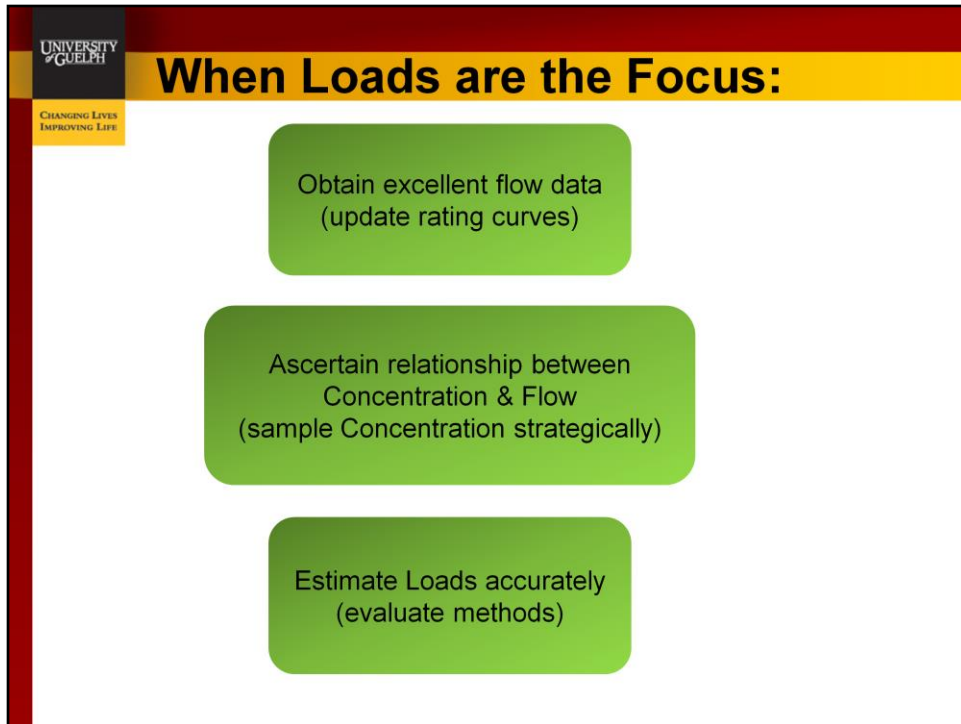 UNIVERSITY
of GUELPH
CHANGING LIVES
IMPROVING LIFE
When Loads are the Focus:
Obtain excellent flow data
(update rating curves)
Ascertain relationship between
Concentration & Flow
(sample Concentration strategically)
Estimate Loads accurately
(evaluate methods)